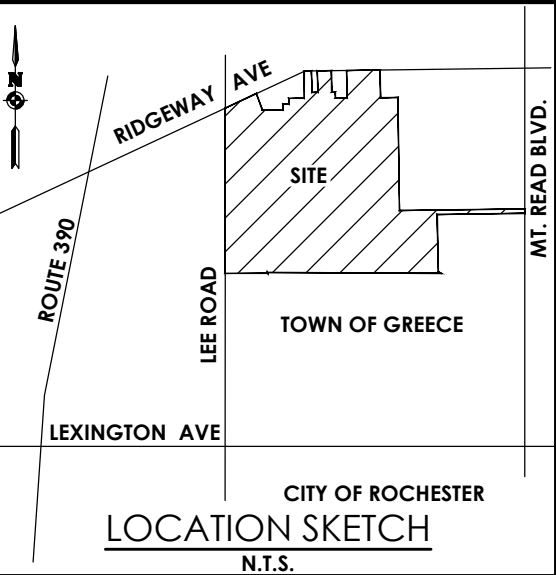 N
RIDGEWAY AVE
MT. READ BLVD.
SITE
ROUTE 390
LEE ROAD
TOWN OF GREECE
LEXINGTON AVE
CITY OF ROCHESTER
LOCATION SKETCH
N.T.S.